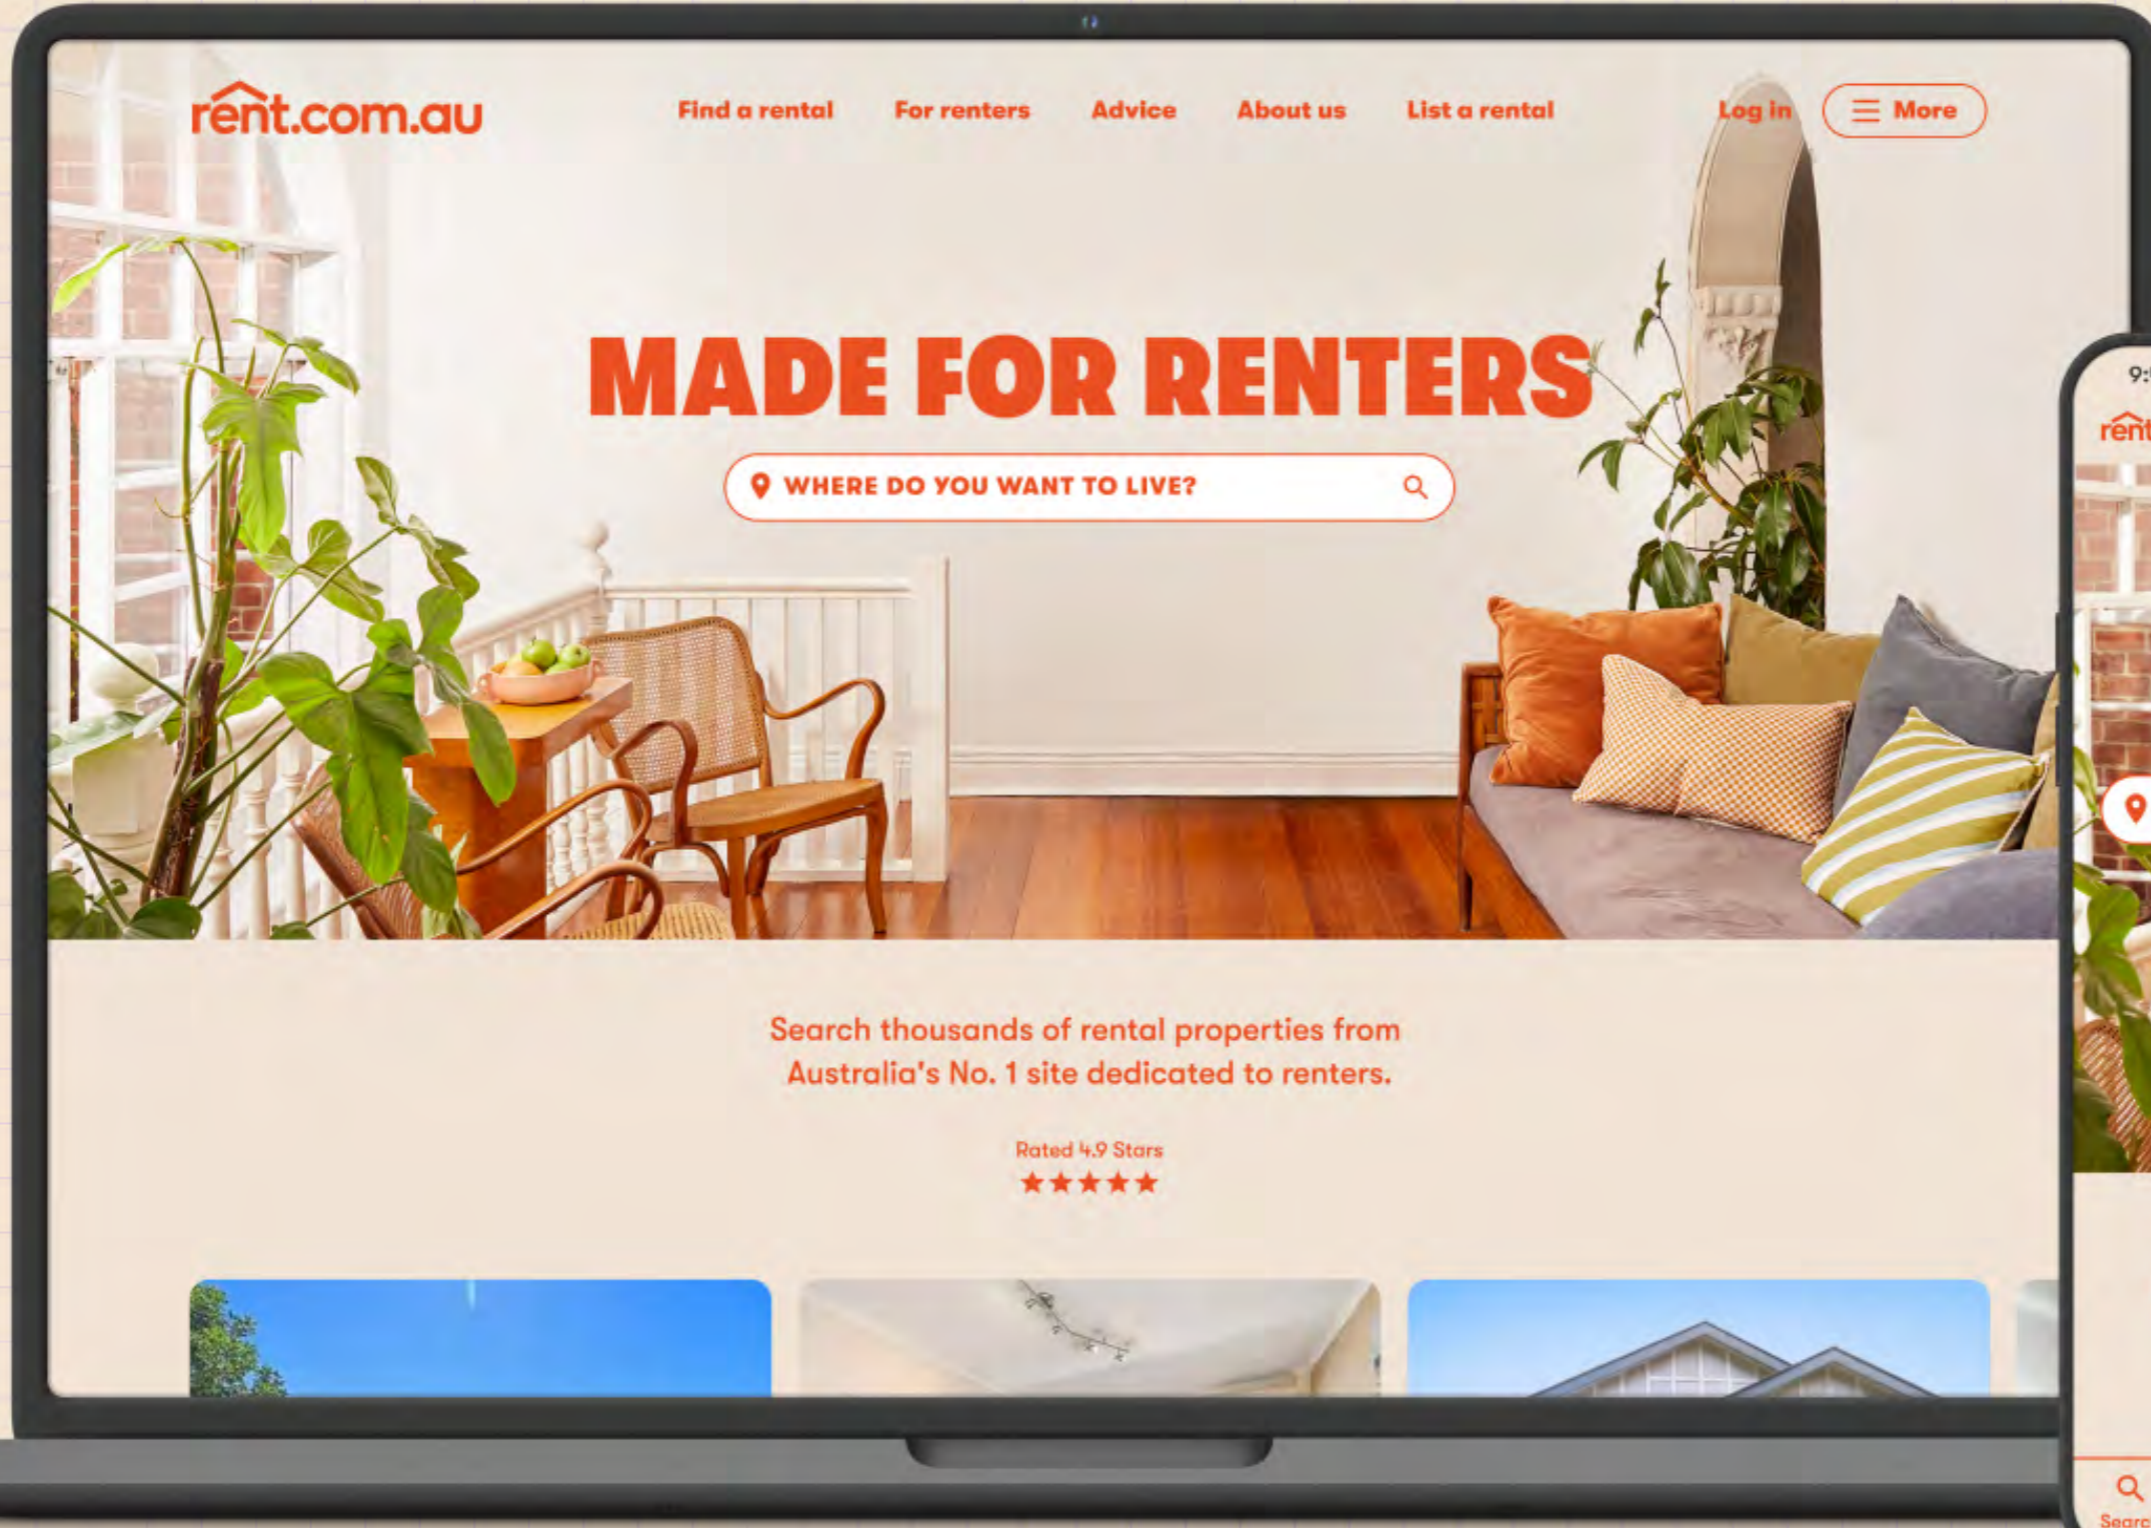 rent.com.au
Find a rental
For renters
Advice
About us
List a rental
Log in
More
MADE FOR RENTERS
WHERE DO YOU WANT TO LIVE?
Search thousands of rental properties from
Australia's No. 1 site dedicated to renters.
Rated 4.9 Stars
rent